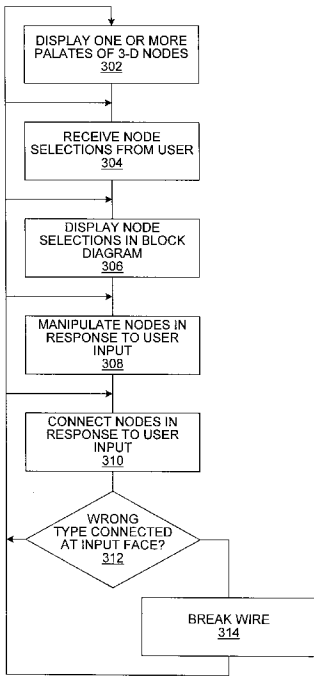 DISPLAY ONE OR MORE
PALATES OF 3-D NODES
302
RECEIVE NODE
SELECTIONS FROM USER
304
DISPLAY NODE
SELECTIONS IN BLOCK
DIAGRAM
306
MANIPULATE NODES IN
RESPONSE TO USER
INPUT
308
CONNECT NODES IN
RESPONSE TO USER
INPUT
310
WRONG
TYPE CONNECTED
AT INPUT FACE?
312
BREAK WIRE
314